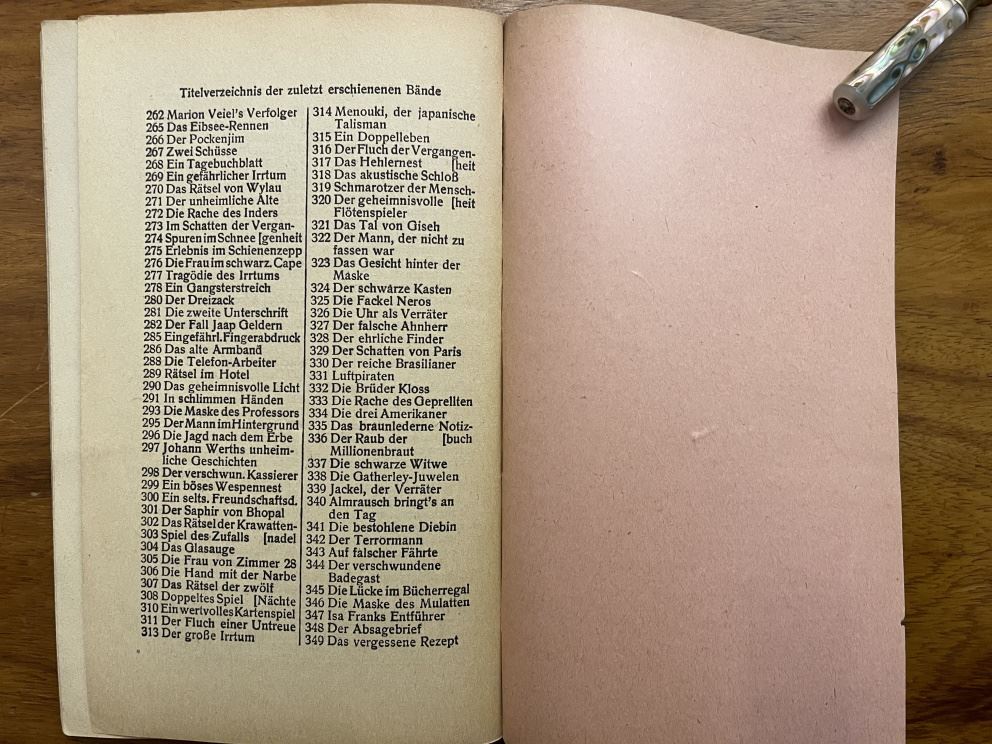 Titelverzeichnis der zuletzt erschienenen Bände
262 Marion Veiel's Verfolger
265 Das Eibsee-Rennen
266 Der Pockenjim
267 Zwei Schüsse
268 Ein Tagebuchblatt
269 Ein gefährlicher Irrtum
270 Das Rätsel von Wylau
271 Der unheimliche Alte
272 Die Rache des Inders
273 Im Schatten der Vergan-
274 Spuren im Schnee [genheit
275 Erlebnis im Schienenzepp
276 Die Frau im schwarz. Cape
277 Tragödie des Irrtums
278 Ein Gangsterstreich
280 Der Dreizack
281 Die zweite Unterschrift
282 Der Fall Jaap Geldern
285 Ein gefährl. Fingerabdruck
286 Das alte Armband
288 Die Telefon-Arbeiter
289 Rätsel im Hotel
290 Das geheimnisvolle Licht
291 In schlimmen Händen
293 Die Maske des Professors
295 Der Mann im Hintergrund
296 Die Jagd nach dem Erbe
297 Johann Werths unheim-
liche Geschichten
298 Der verschwun. Kassierer
299 Ein böses Wespennest
300 Ein selts. Freundschaftsd.
301 Der Saphir von Bhopal
302 Das Rätsel der Krawatten-
303 Spiel des Zufalls [nadel
304 Das Glasauge
305 Die Frau von Zimmer 28
306 Die Hand mit der Narbe
307 Das Rätsel der zwölf
308 Doppeltes Spiel [Nächte
310 Ein wertvolles Kartenspiel
311 Der Fluch einer Untreue
313 Der große Irrtum
314 Menouki, der japanische
Talisman
315 Ein Doppelleben
316 Der Fluch der Vergangen-
317 Das Hehlernest [heit
318 Das akustische Schloß
319 Schmarotzer der Mensch-
320 Der geheimnisvolle [heit
Flötenspieler
321 Das Tal von Giseh
322 Der Mann, der nicht zu
fassen war
323 Das Gesicht hinter der
Maske
324 Der schwarze Kasten
325 Die Fackel Neros
326 Die Uhr als Verräter
327 Der falsche Ahnherr
328 Der ehrliche Finder
329 Der Schatten von Paris
330 Der reiche Brasilianer
331 Luftpiraten
332 Die Brüder Kloss
333 Die Rache des Geprellten
334 Die drei Amerikaner
335 Das braunlederne Notiz-
336 Der Raub der [buch
Millionenbraut
337 Die schwarze Witwe
338 Die Gatherley-Juwelen
339 Jackel, der Verräter
340 Almrausch bringt's an
den Tag
341 Die bestohlene Diebin
342 Der Terrormann
343 Auf falscher Fährte
344 Der verschwundene
Badegast
345 Die Lücke im Bücherregal
346 Die Maske des Mulatten
347 Isa Franks Entführer
348 Der Absagebrief
349 Das vergessene Rezept